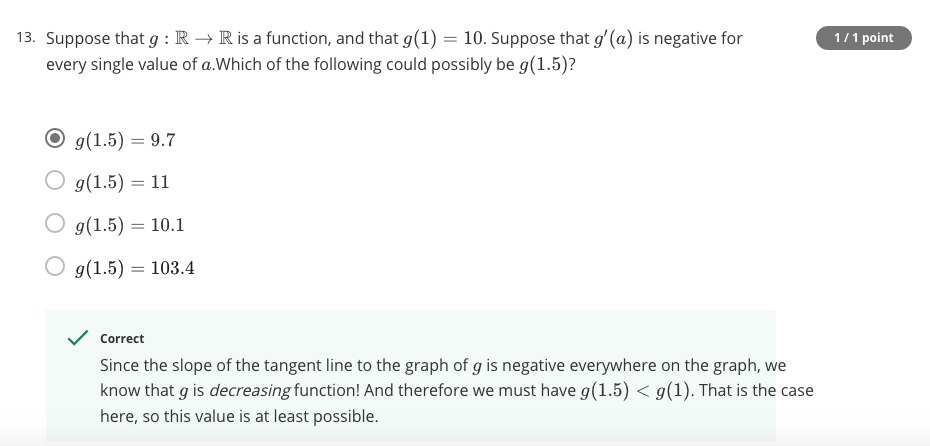 13. Suppose that g : ℝ → ℝ is a function, and that g(1) = 10. Suppose that g′(a) is negative for
1 / 1 point
every single value of a.Which of the following could possibly be g(1.5)?
g(1.5) = 9.7
g(1.5) = 11
g(1.5) = 10.1
g(1.5) = 103.4
Correct
Since the slope of the tangent line to the graph of g is negative everywhere on the graph, we
know that g is decreasing function! And therefore we must have g(1.5) < g(1). That is the case
here, so this value is at least possible.